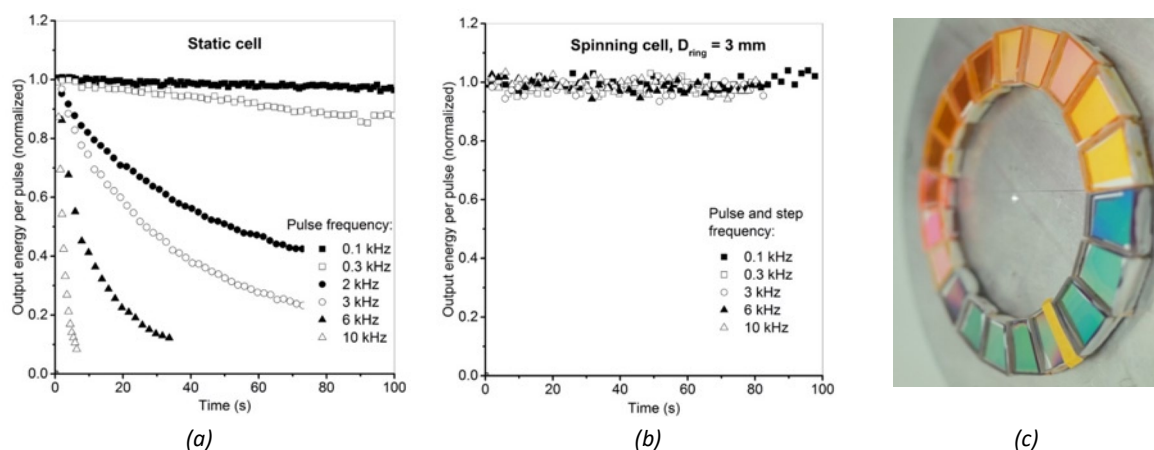 1.2
1.0
0.8
0.6
0.4
0.2
0.0
0 20 40 60 80 100
Output energy per pulse (normalized)
Time (s)
Static cell
Pulse frequency:
0.1 kHz
0.3 kHz
2 kHz
3 kHz
6 kHz
10 kHz
(a)
1.2
1.0
0.8
0.6
0.4
0.2
0.0
0 20 40 60 80 100
Output energy per pulse (normalized)
Time (s)
Spinning cell, D_ring = 3 mm
Pulse and step
frequency:
0.1 kHz
0.3 kHz
3 kHz
6 kHz
10 kHz
(b)
(c)